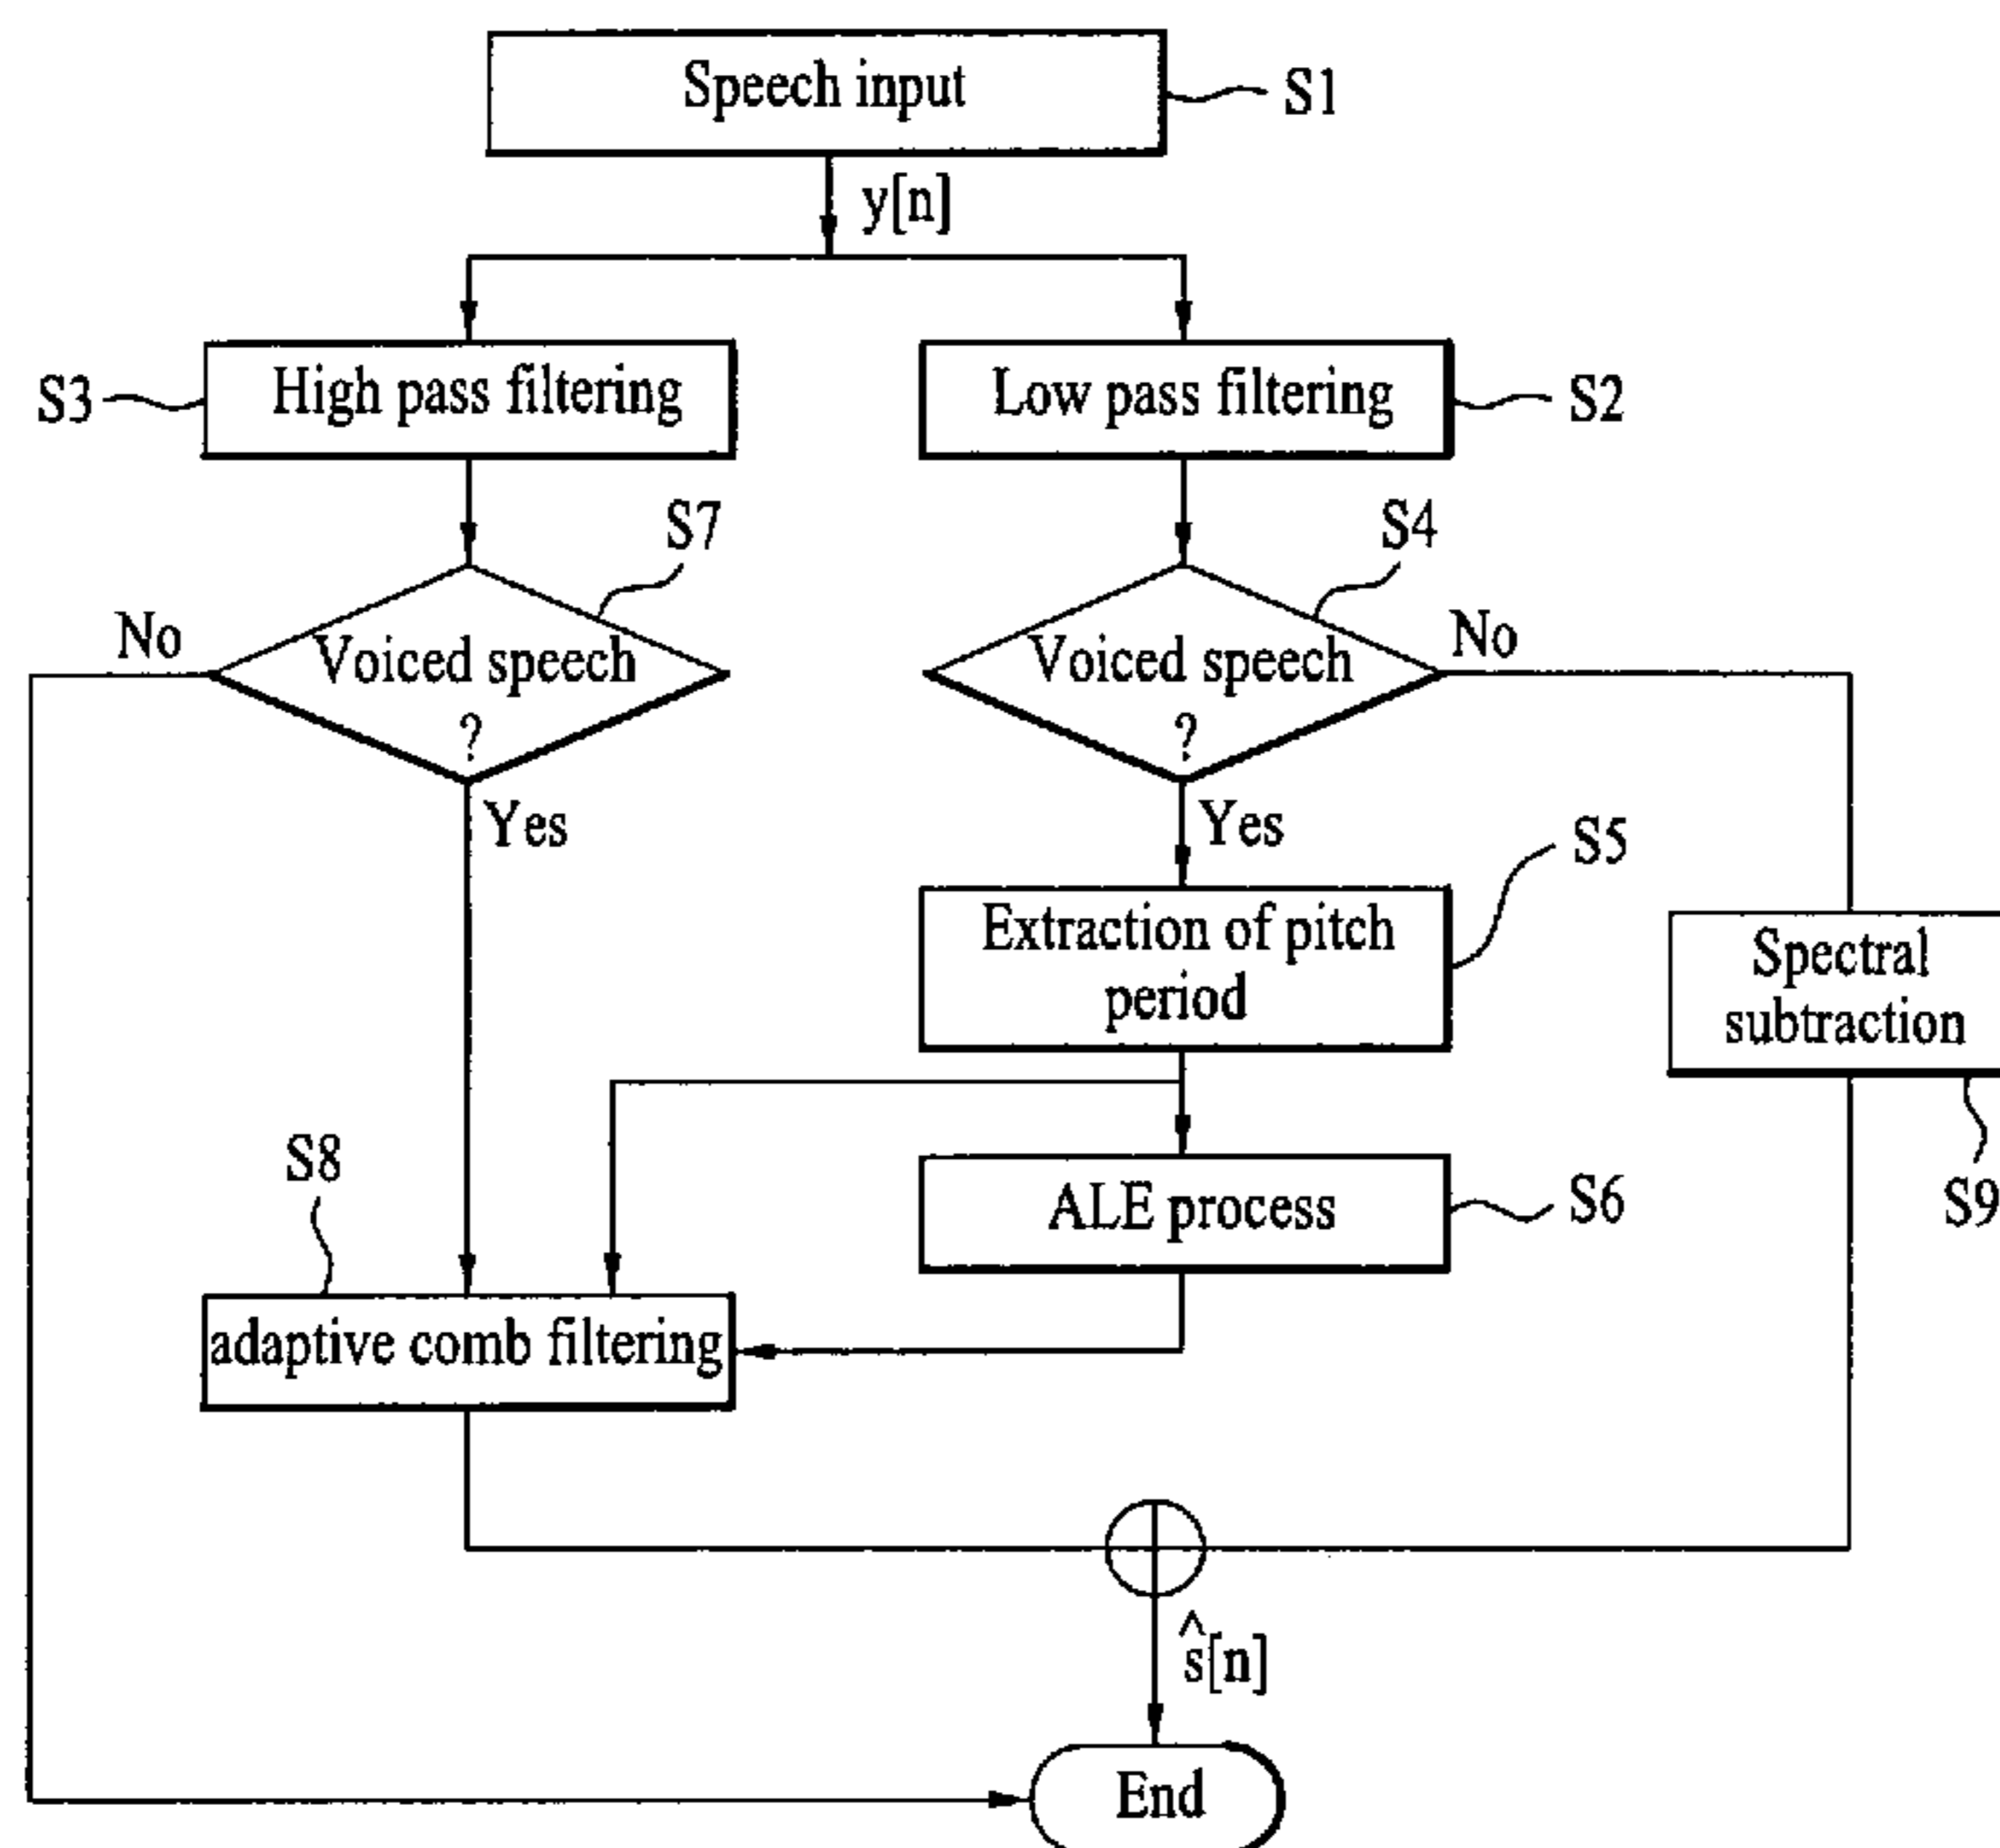 Speech input
S1
y[n]
S3
High pass filtering
Low pass filtering
S2
S7
S4
No
Voiced speech
?
Voiced speech
?
No
Yes
Yes
S5
Extraction of pitch
period
Spectral
subtraction
S8
ALE process
S6
S9
adaptive comb filtering
ŝ[n]
End